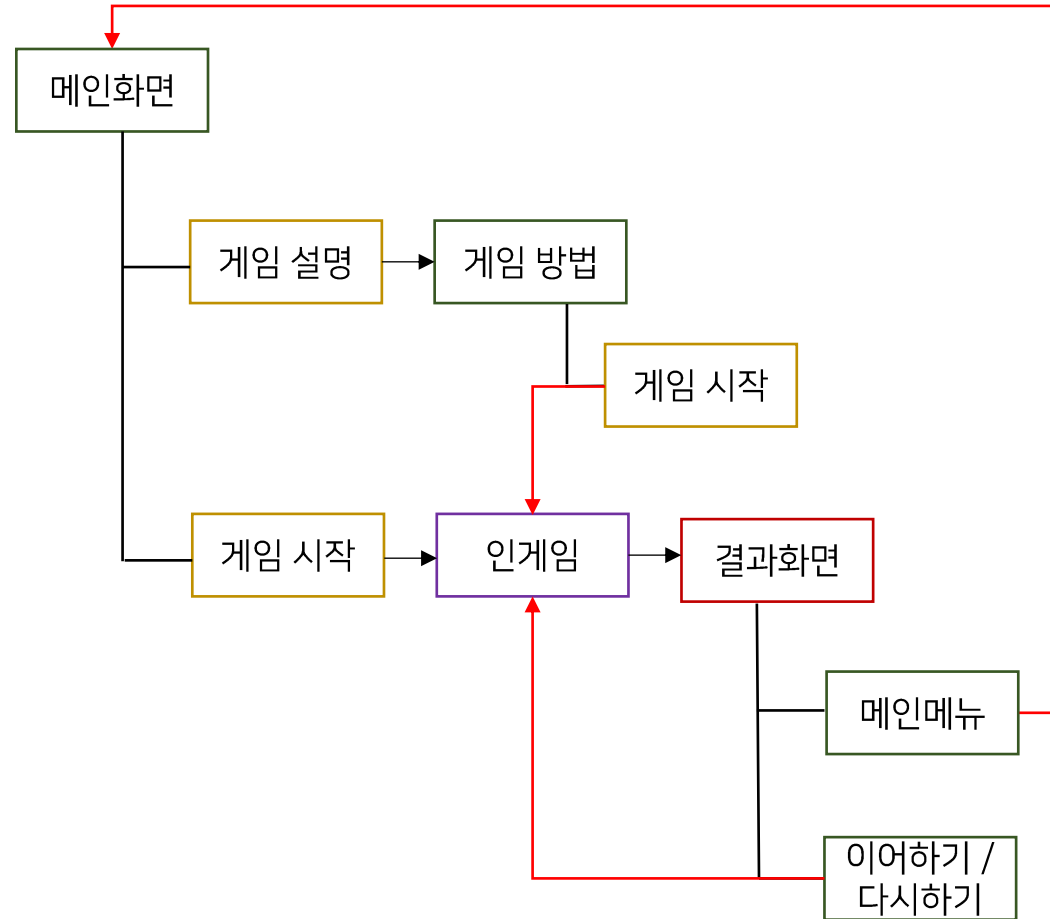 메인화면
게임 설명
게임 방법
게임 시작
게임 시작
인게임
결과화면
메인메뉴
이어하기 /
다시하기